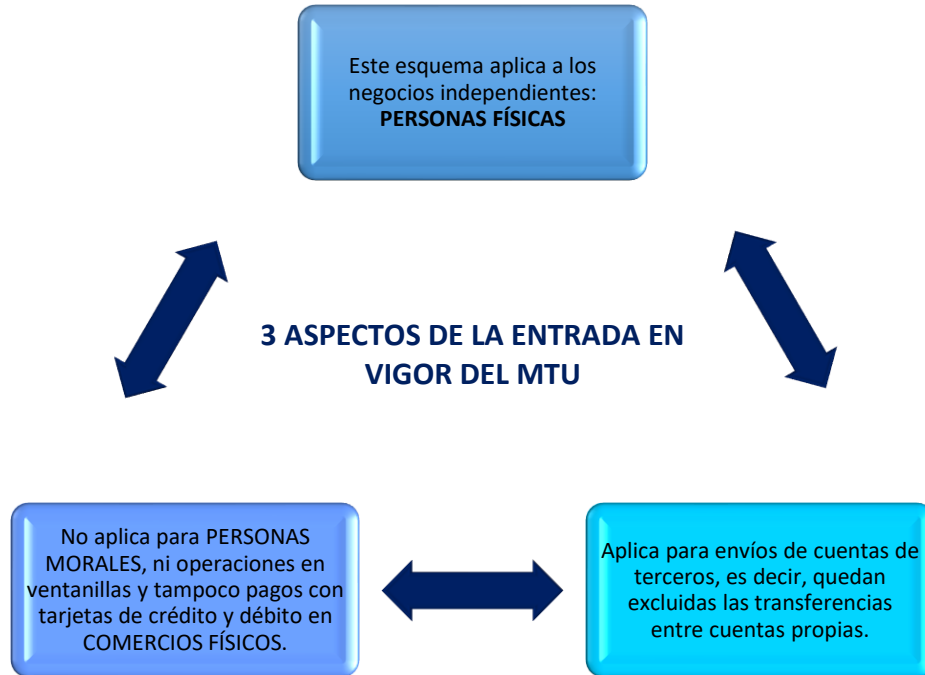 Este esquema aplica a los
negocios independientes:
PERSONAS FÍSICAS
3 ASPECTOS DE LA ENTRADA EN
VIGOR DEL MTU
No aplica para PERSONAS
MORALES, ni operaciones en
ventanillas y tampoco pagos con
tarjetas de crédito y débito en
COMERCIOS FÍSICOS.
Aplica para envíos de cuentas de
terceros, es decir, quedan
excluidas las transferencias
entre cuentas propias.